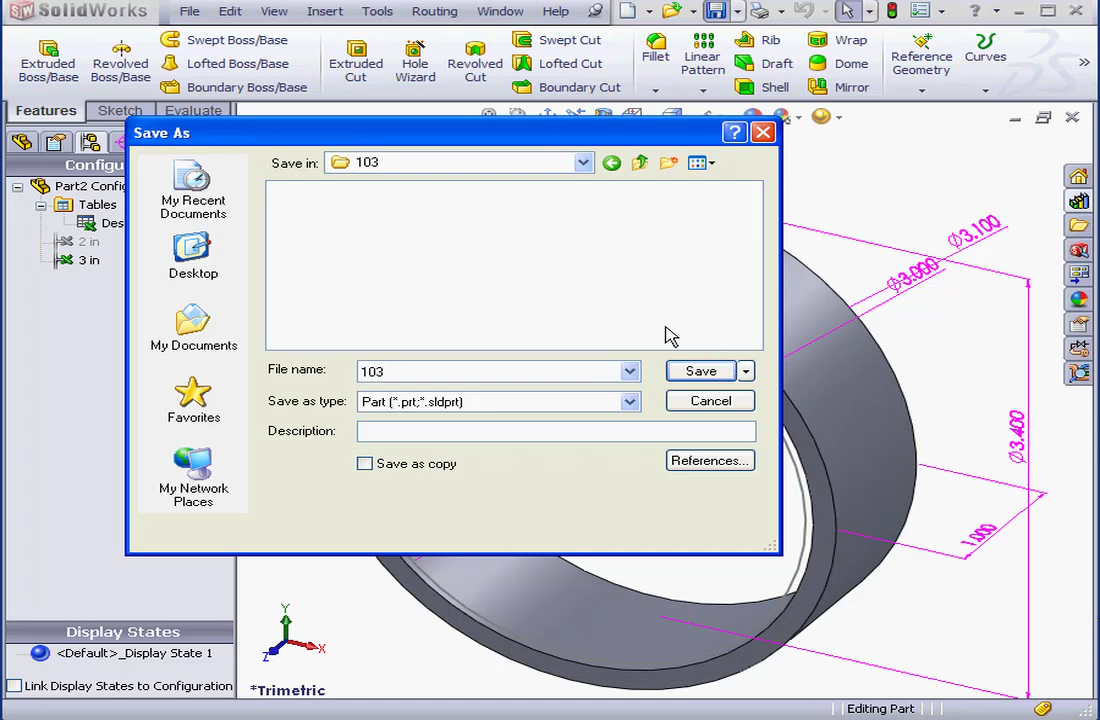 SolidWorks
File Edit Insert Tools Routing Window Help
Extruded Boss/Base
Revolved Boss/Base
Swept Boss/Base
Lofted Boss/Base
Boundary Boss/Base
Extruded Cut
Hole Wizard
Revolved Cut
Swept Cut
Lofted Cut
Boundary Cut
Fillet
Linear Pattern
Rib
Draft
Shell
Wrap
Dome
Mirror
Reference Geometry
Curves
Features Sketch Evaluate
Configu
Part2 Config
Tables
Des
2 in
3 in
Save As
Save in: 103
My Recent Documents
Desktop
My Documents
Favorites
My Network Places
File name: 103
Save
Save as type: Part (*.prt;*.sldprt)
Cancel
Description:
Save as copy
References...
Ø3.100
Ø3.000
Ø3.400
1.000
Y
X
Z
*Trimetric
Display States
<Default>_Display State 1
Link Display States to Configuration
Editing Part